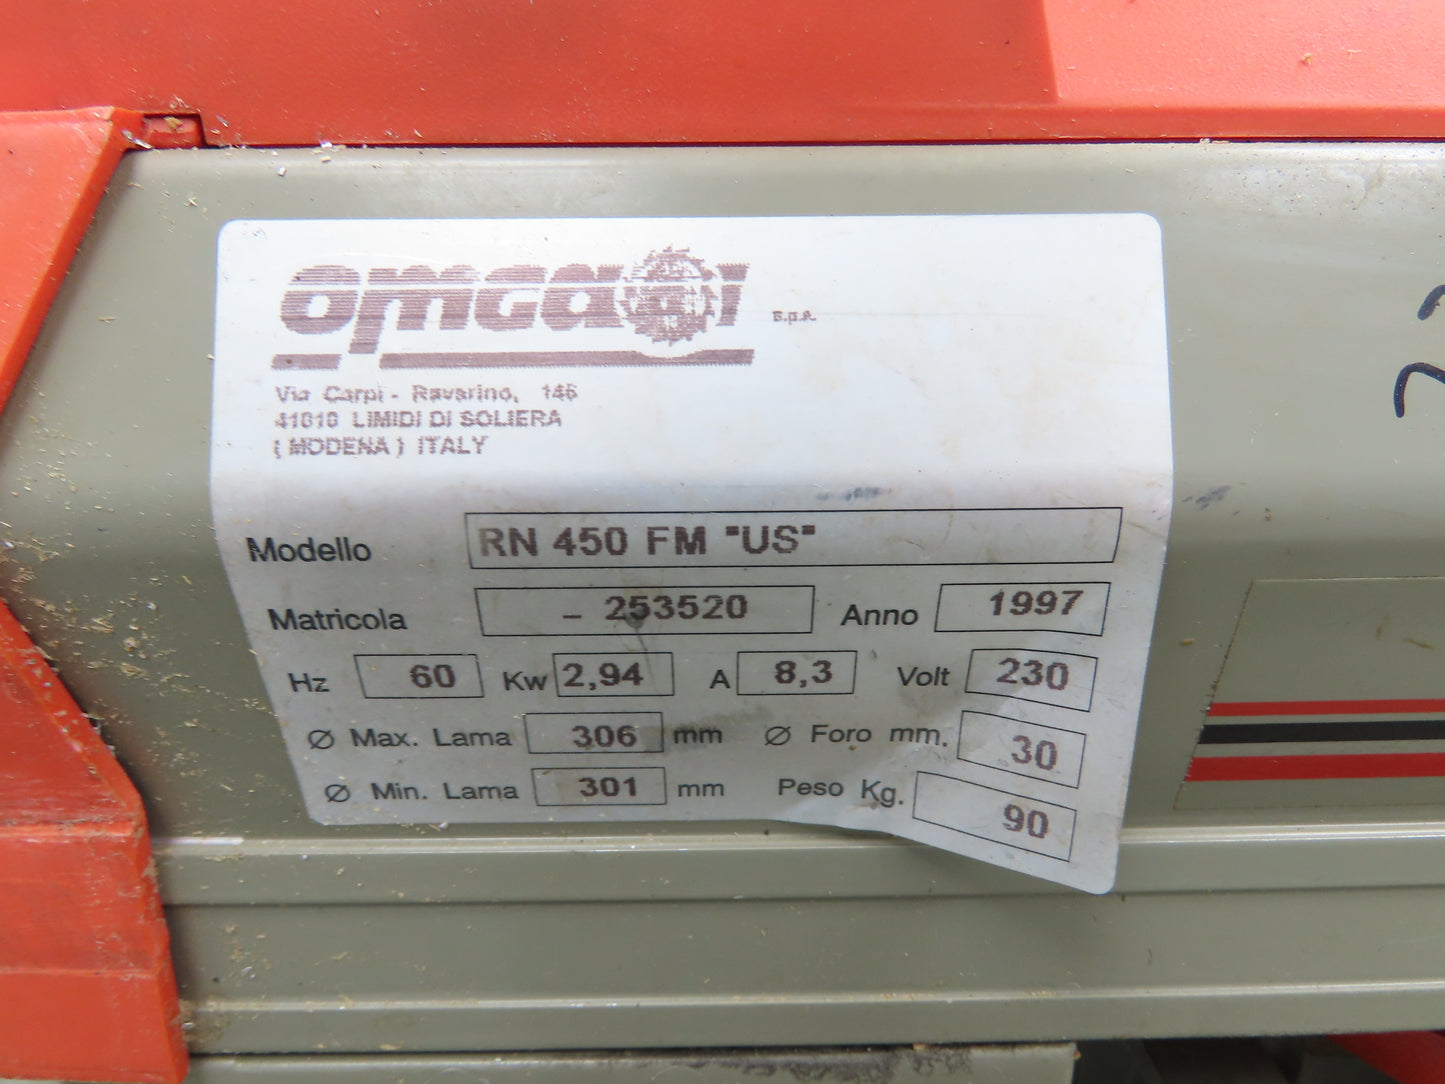 omga s.p.a.
Via Carpi - Ravarino, 146
41010 LIMIDI DI SOLIERA
( MODENA ) ITALY
Modello RN 450 FM "US"
Matricola - 253520 Anno 1997
Hz 60 Kw 2,94 A 8,3 Volt 230
Ø Max. Lama 306 mm Ø Foro mm. 30
Ø Min. Lama 301 mm Peso Kg. 90